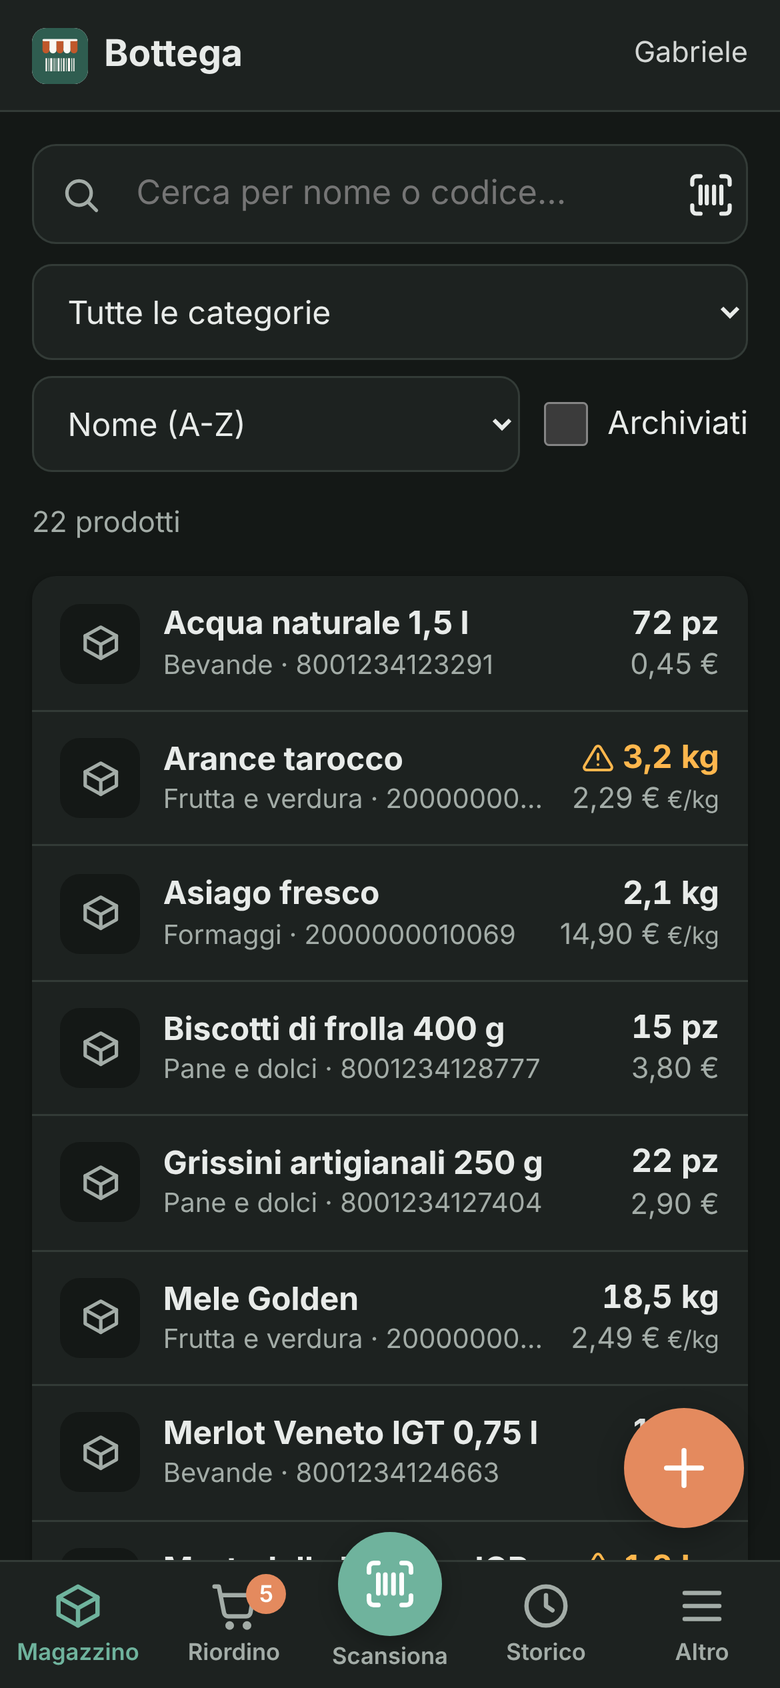 Bottega
Gabriele
Cerca per nome o codice...
Tutte le categorie
Nome (A-Z)
Archiviati
22 prodotti
Acqua naturale 1,5 l
72 pz
Bevande · 8001234123291
0,45 €
Arance tarocco
3,2 kg
Frutta e verdura · 20000000...
2,29 € €/kg
Asiago fresco
2,1 kg
Formaggi · 2000000010069
14,90 € €/kg
Biscotti di frolla 400 g
15 pz
Pane e dolci · 8001234128777
3,80 €
Grissini artigianali 250 g
22 pz
Pane e dolci · 8001234127404
2,90 €
Mele Golden
18,5 kg
Frutta e verdura · 20000000...
2,49 € €/kg
Merlot Veneto IGT 0,75 l
Bevande · 8001234124663
5
Magazzino
Riordino
Scansiona
Storico
Altro